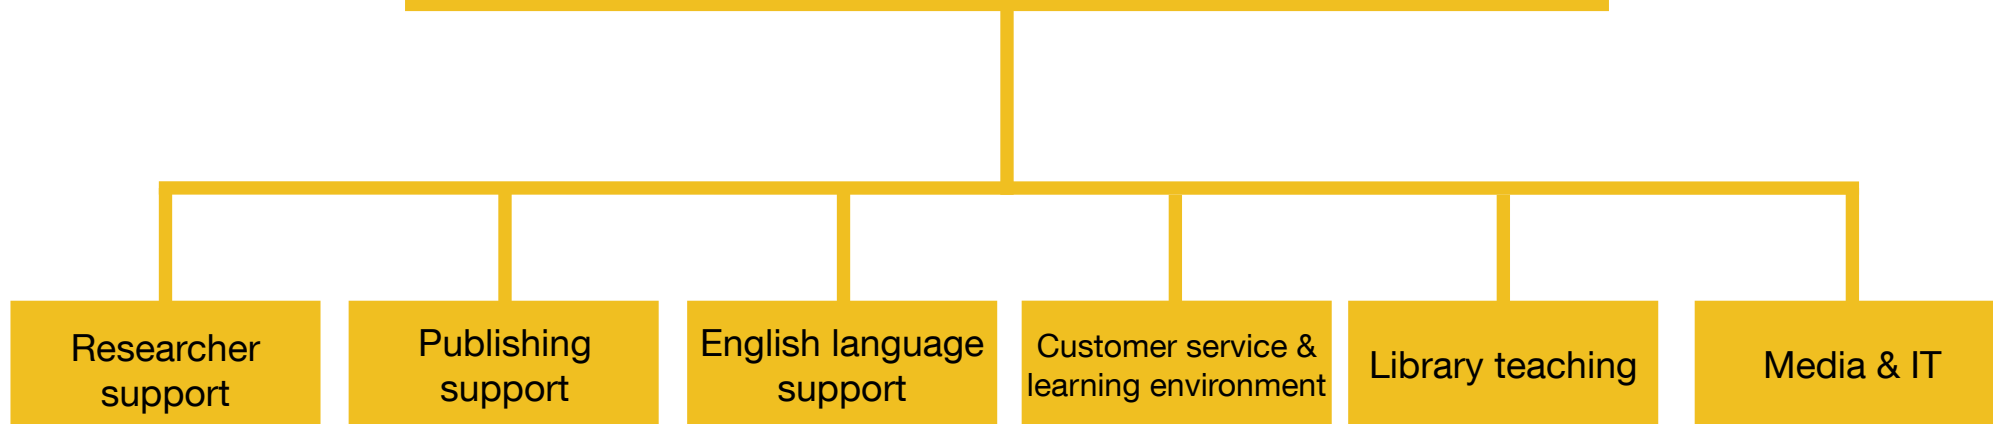 Researcher
support
Publishing
support
English language
support
Customer service &
learning environment
Library teaching
Media & IT